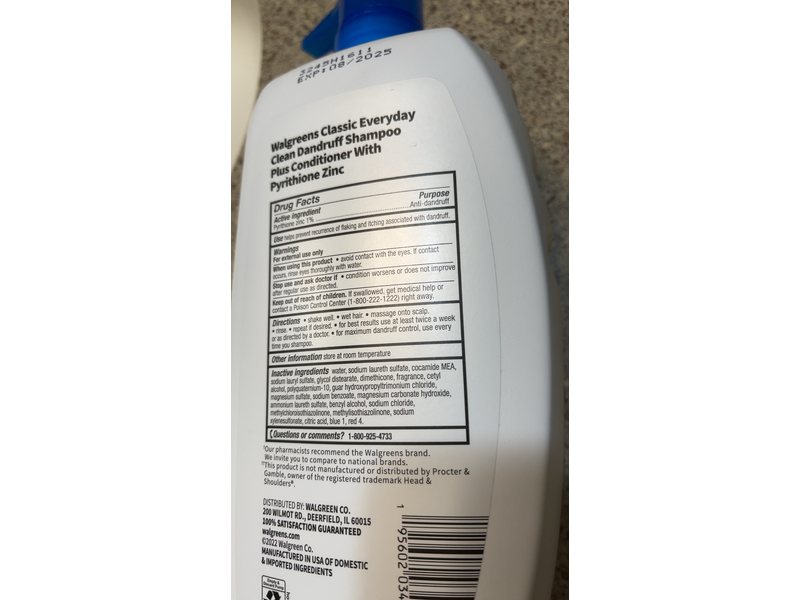 3245H1611
EXP:08/2025
Walgreens Classic Everyday
Clean Dandruff Shampoo
Plus Conditioner With
Pyrithione Zinc
Drug Facts
Active ingredient Purpose
Pyrithione zinc 1% ........ Anti-dandruff
Use helps prevent recurrence of flaking and itching associated with dandruff.
Warnings
For external use only
When using this product • avoid contact with the eyes. If contact
occurs, rinse eyes thoroughly with water.
Stop use and ask doctor if • condition worsens or does not improve
after regular use as directed.
Keep out of reach of children. If swallowed, get medical help or
contact a Poison Control Center (1-800-222-1222) right away.
Directions • shake well. • wet hair. • massage onto scalp.
• rinse. • repeat if desired. • for best results use at least twice a week
or as directed by a doctor. • for maximum dandruff control, use every
time you shampoo.
Other information store at room temperature
Inactive ingredients water, sodium laureth sulfate, cocamide MEA,
sodium lauryl sulfate, glycol distearate, dimethicone, fragrance, cetyl
alcohol, polyquaternium-10, guar hydroxypropyltrimonium chloride,
magnesium sulfate, sodium benzoate, magnesium carbonate hydroxide,
ammonium laureth sulfate, benzyl alcohol, sodium chloride,
methylchloroisothiazolinone, methylisothiazolinone, sodium
xylenesulfonate, citric acid, blue 1, red 4.
Questions or comments? 1-800-925-4733
†Our pharmacists recommend the Walgreens brand.
We invite you to compare to national brands.
††This product is not manufactured or distributed by Procter &
Gamble, owner of the registered trademark Head &
Shoulders®.
DISTRIBUTED BY: WALGREEN CO.
200 WILMOT RD., DEERFIELD, IL 60015
100% SATISFACTION GUARANTEED
walgreens.com
©2022 Walgreen Co.
MANUFACTURED IN USA OF DOMESTIC
& IMPORTED INGREDIENTS
1 95602 034